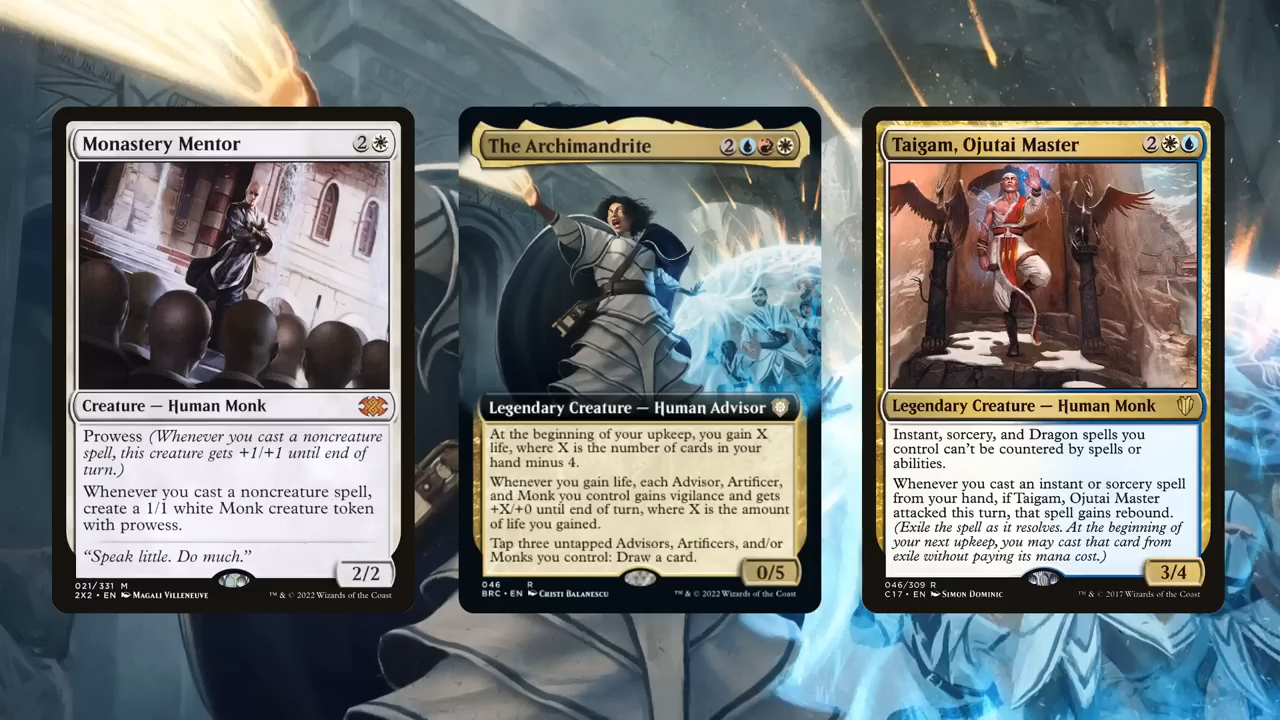 Monastery Mentor 2
Creature — Human Monk
Prowess (Whenever you cast a noncreature
spell, this creature gets +1/+1 until end of
turn.)
Whenever you cast a noncreature spell,
create a 1/1 white Monk creature token
with prowess.
“Speak little. Do much.”
2/2
021/331 M
2X2 • EN Magali Villeneuve ™ & © 2022 Wizards of the Coast
The Archimandrite 2
Legendary Creature — Human Advisor
At the beginning of your upkeep, you gain X
life, where X is the number of cards in your
hand minus 4.
Whenever you gain life, each Advisor, Artificer,
and Monk you control gains vigilance and gets
+X/+0 until end of turn, where X is the amount
of life you gained.
Tap three untapped Advisors, Artificers, and/or
Monks you control: Draw a card.
0/5
046 R
BRC • EN Cristi Balanescu ™ & © 2022 Wizards of the Coast
Taigam, Ojutai Master 2
Legendary Creature — Human Monk
Instant, sorcery, and Dragon spells you
control can’t be countered by spells or
abilities.
Whenever you cast an instant or sorcery spell
from your hand, if Taigam, Ojutai Master
attacked this turn, that spell gains rebound.
(Exile the spell as it resolves. At the beginning of
your next upkeep, you may cast that card from
exile without paying its mana cost.)
3/4
046/309 R
C17 • EN Simon Dominic ™ & © 2017 Wizards of the Coast